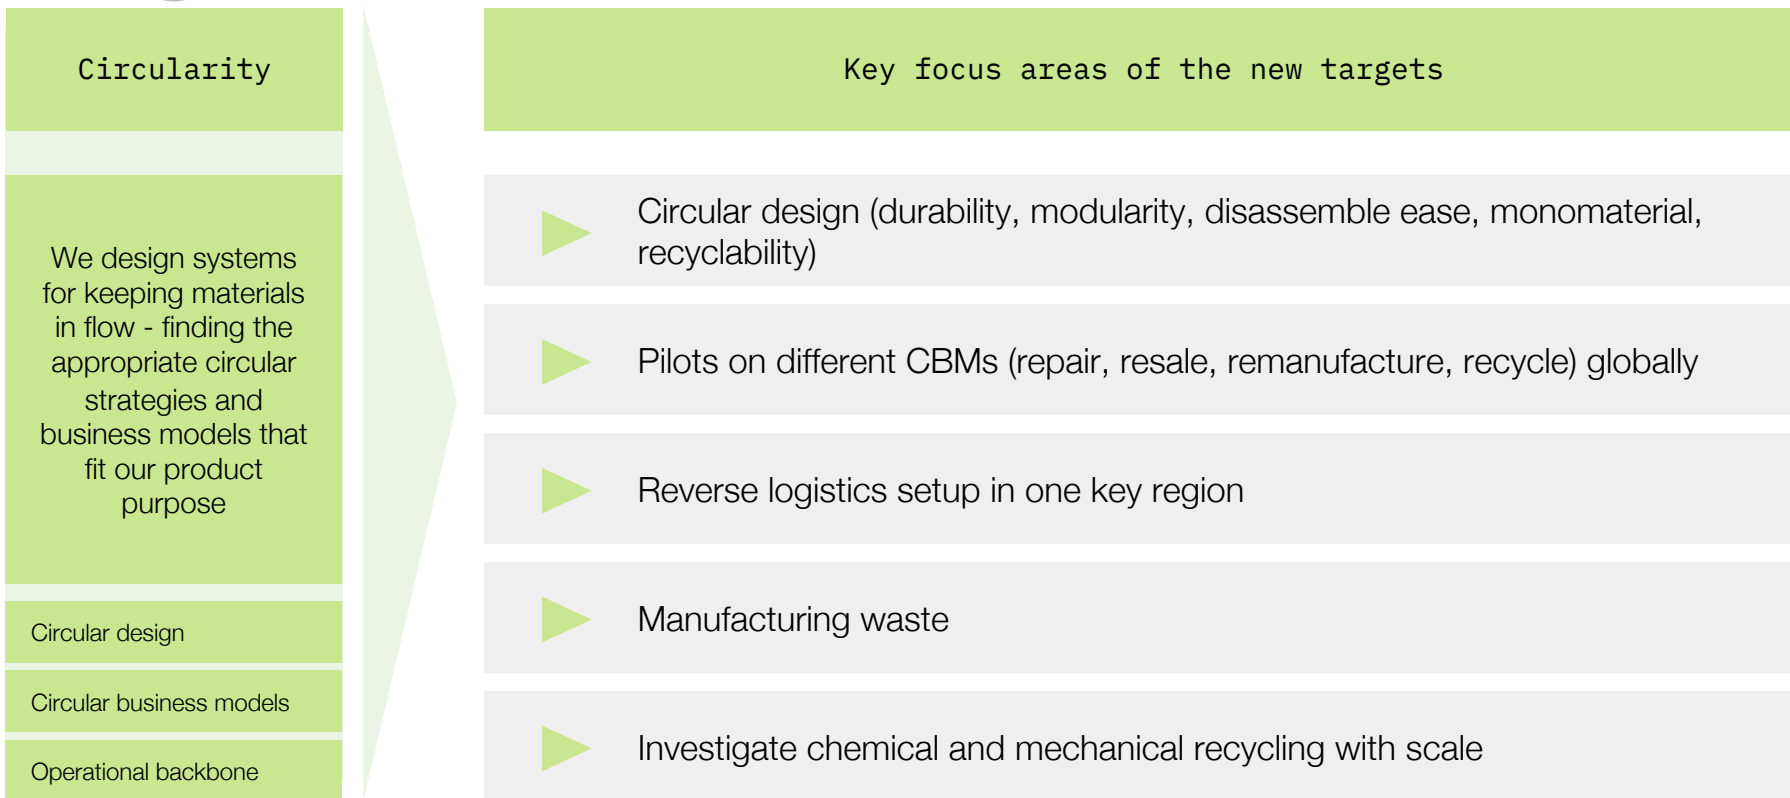 Circularity
We design systems
for keeping materials
in flow - finding the
appropriate circular
strategies and
business models that
fit our product
purpose
Circular design
Circular business models
Operational backbone
Key focus areas of the new targets
Circular design (durability, modularity, disassemble ease, monomaterial,
recyclability)
Pilots on different CBMs (repair, resale, remanufacture, recycle) globally
Reverse logistics setup in one key region
Manufacturing waste
Investigate chemical and mechanical recycling with scale